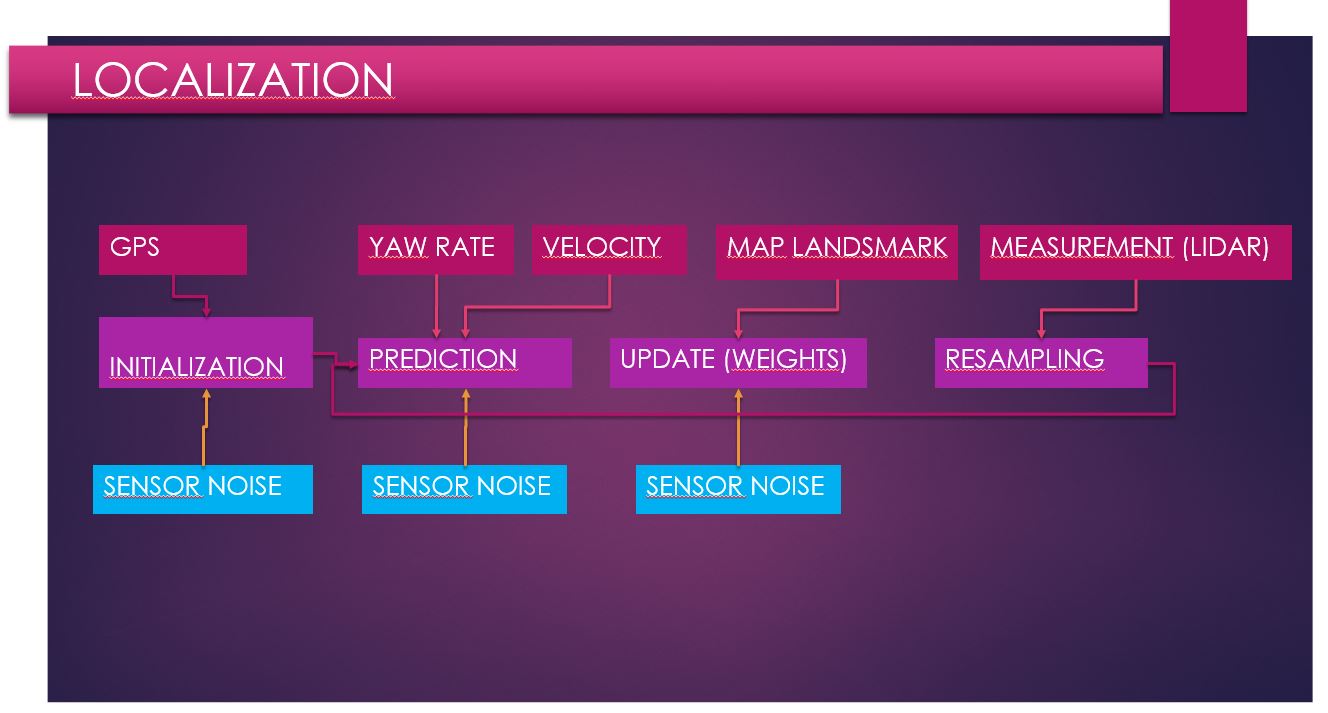 LOCALIZATION
GPS
YAW RATE
VELOCITY
MAP LANDSMARK
MEASUREMENT (LIDAR)
INITIALIZATION
PREDICTION
UPDATE (WEIGHTS)
RESAMPLING
SENSOR NOISE
SENSOR NOISE
SENSOR NOISE